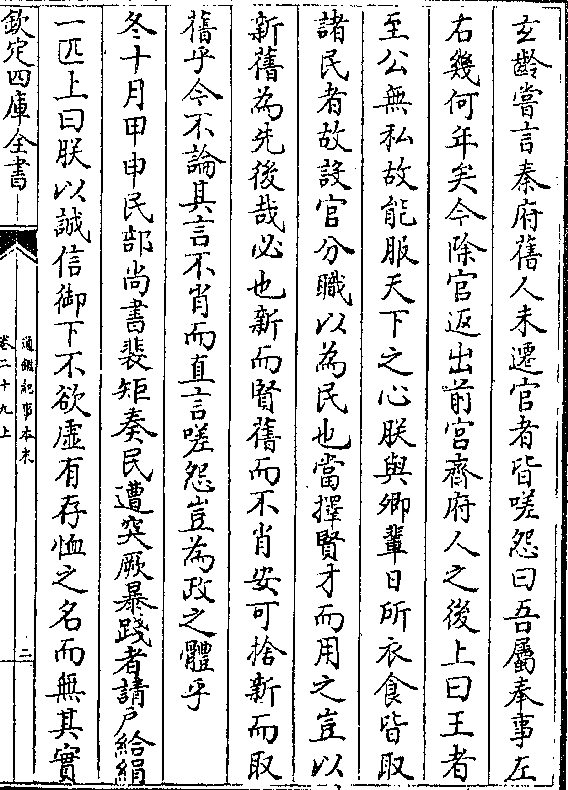 玄齡嘗言秦府舊人未遷官者皆嗟怨曰吾屬奉事左
右幾何年矣今除官返出前宫齊府人之後上曰王者
至公無私故能服天下之心朕與卿輩日所衣食皆取
諸民者故設官分職以為民也當擇賢才而用之豈以
新舊為先後哉必也新而賢舊而不肖安可捨新而取
舊乎今不論其言不肖而直言嗟怨豈為政之體乎
冬十月甲申民部尚書裴矩奏民遭突厥暴踐者請戶給絹
一匹上曰朕以誠信御下不欲虛有存恤之名而無其實
欽定四庫全書
通鑑紀事本末
卷二十九上
二